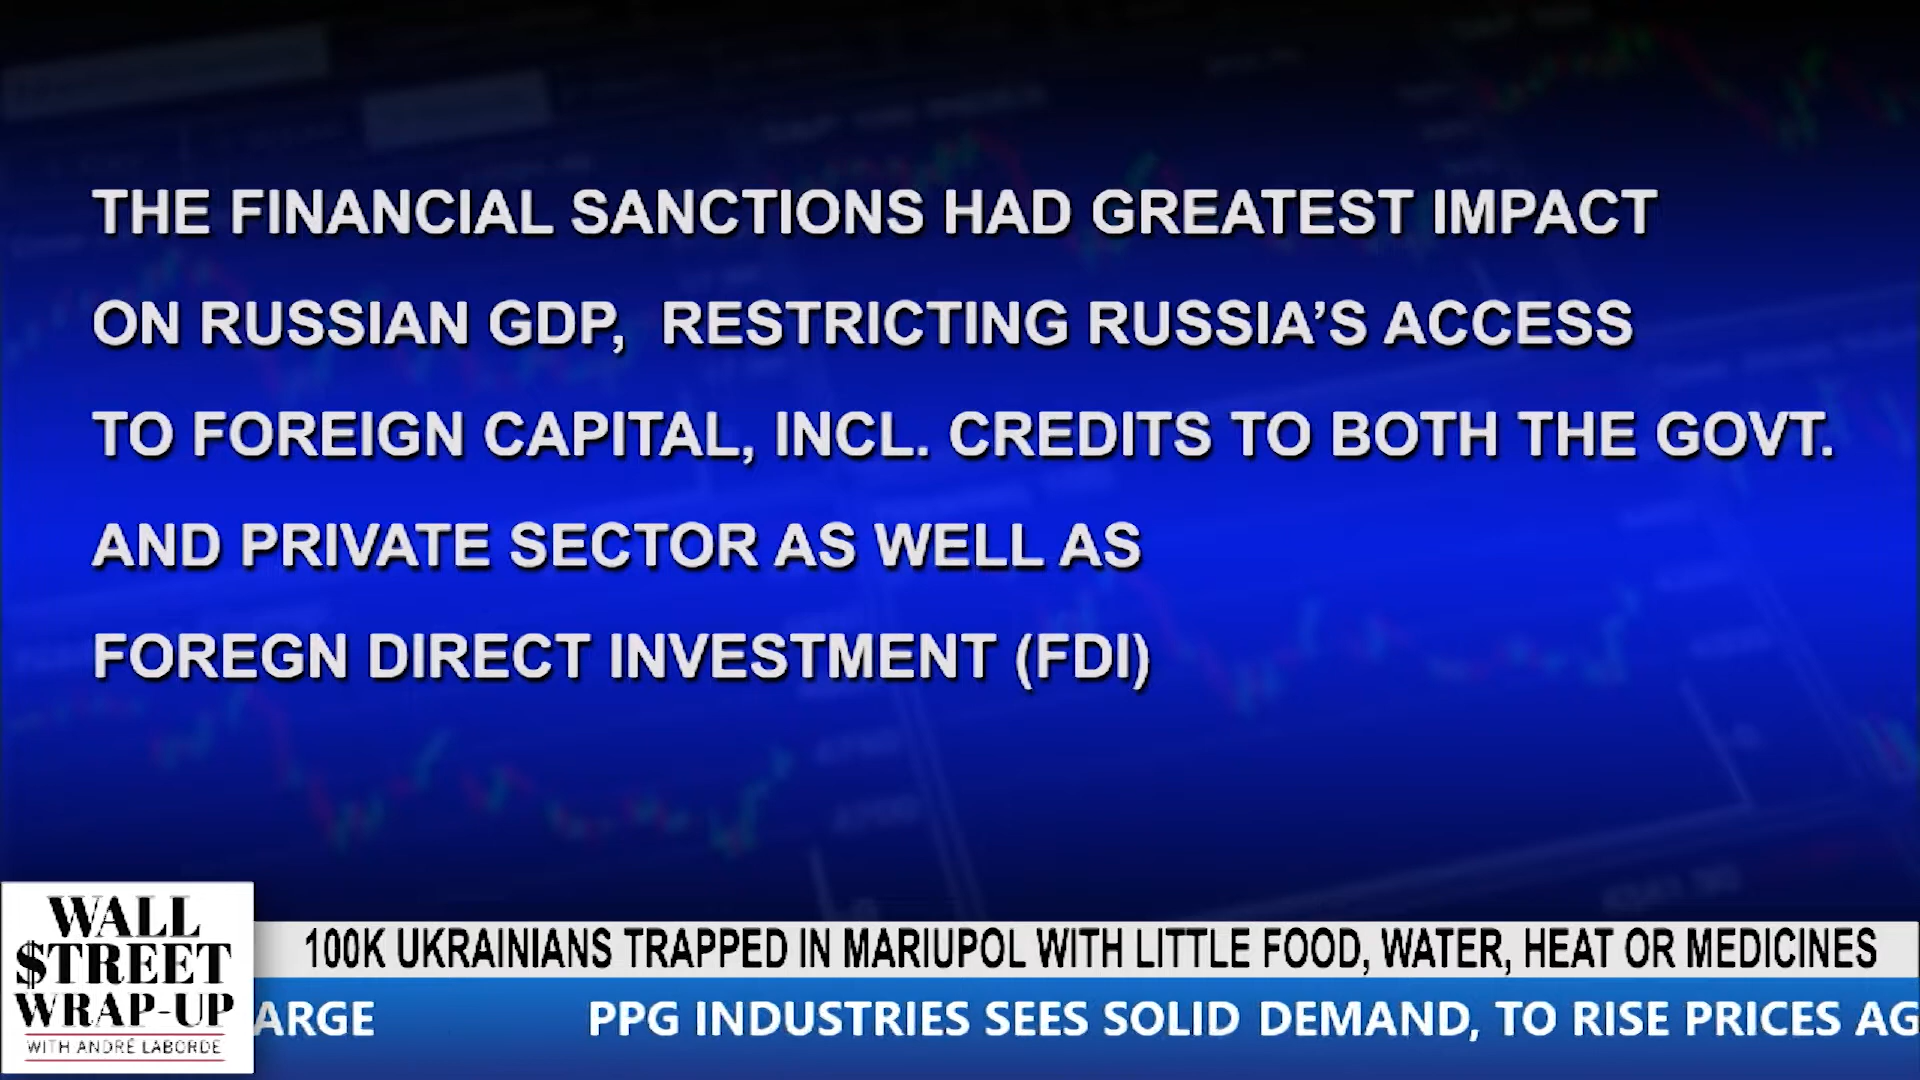 THE FINANCIAL SANCTIONS HAD GREATEST IMPACT
ON RUSSIAN GDP, RESTRICTING RUSSIA’S ACCESS
TO FOREIGN CAPITAL, INCL. CREDITS TO BOTH THE GOVT.
AND PRIVATE SECTOR AS WELL AS
FOREGN DIRECT INVESTMENT (FDI)
WALL
$TREET
WRAP-UP
WITH ANDRÉ LABORDE
100K UKRAINIANS TRAPPED IN MARIUPOL WITH LITTLE FOOD, WATER, HEAT OR MEDICINES
ARGE PPG INDUSTRIES SEES SOLID DEMAND, TO RISE PRICES AG